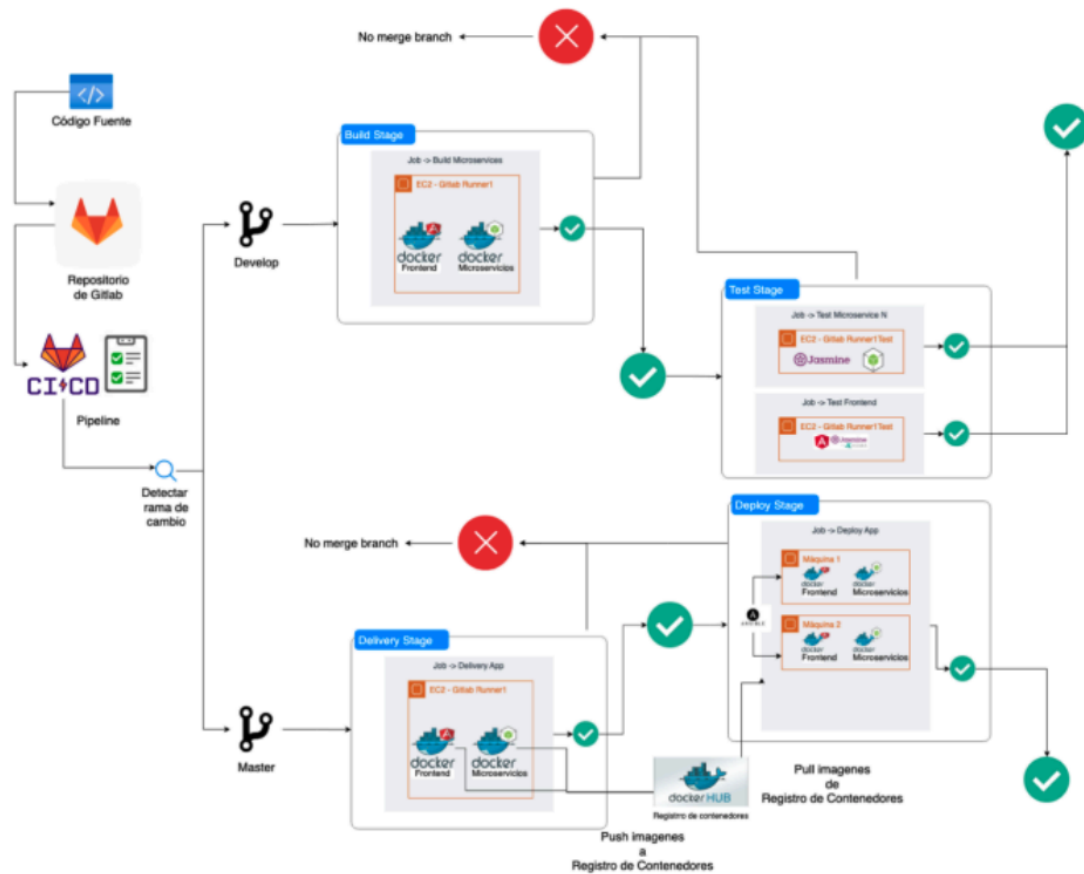 No merge branch
Código Fuente
Build Stage
Job -> Build Microservices
EC2 - Gitlab Runner1
docker
Frontend
docker
Microservicios
Develop
Repositorio
de Gitlab
CI CD
Pipeline
Detectar
rama de
cambio
Test Stage
Job -> Test Microservice N
EC2 - Gitlab Runner1Test
Jasmine
Job -> Test Frontend
EC2 - Gitlab Runner1Test
Jasmine
No merge branch
Deploy Stage
Job -> Deploy App
Máquina 1
docker
Frontend
docker
Microservicios
ANSIBLE
Máquina 2
docker
Frontend
docker
Microservicios
Delivery Stage
Job -> Delivery App
EC2 - Gitlab Runner1
docker
Frontend
docker
Microservicios
Master
docker HUB
Registro de contenedores
Pull imagenes
de
Registro de Contenedores
Push imagenes
a
Registro de Contenedores